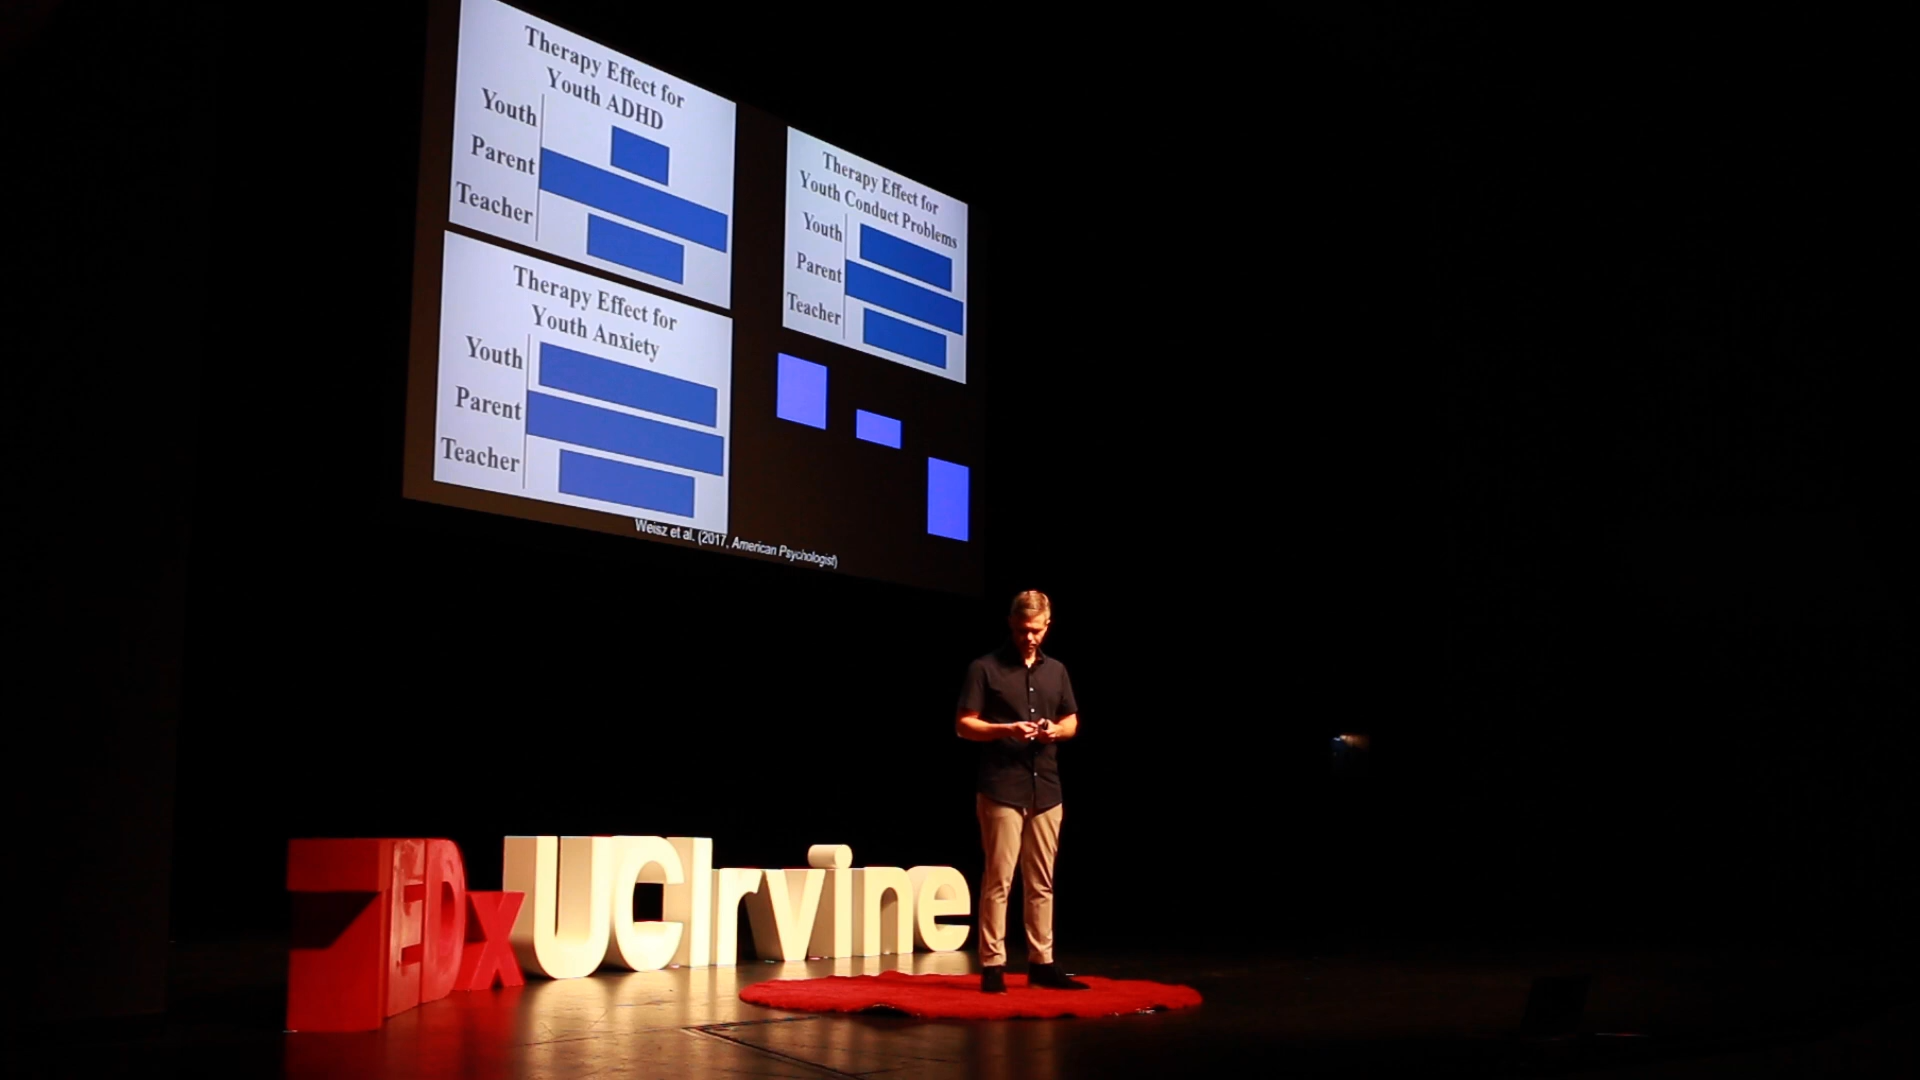 Therapy Effect for
Youth ADHD
Youth
Parent
Teacher
Therapy Effect for
Youth Conduct Problems
Youth
Parent
Teacher
Therapy Effect for
Youth Anxiety
Youth
Parent
Teacher
Weisz et al. (2017, American Psychologist)
TEDxUCIrvine